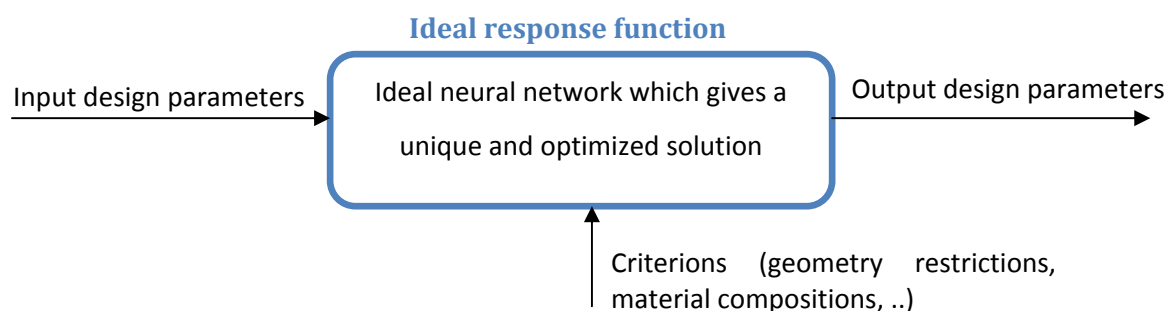 Ideal response function
Input design parameters
Ideal neural network which gives a
unique and optimized solution
Output design parameters
Criterions (geometry restrictions,
material compositions, ..)